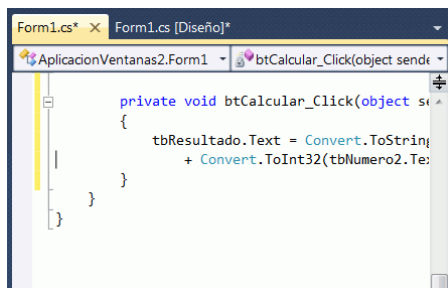 Form1.cs* × Form1.cs [Diseño]*
AplicacionVentanas2.Form1 btCalcular_Click(object sende
private void btCalcular_Click(object se
{
tbResultado.Text = Convert.ToString
+ Convert.ToInt32(tbNumero2.Tex
}
}
}